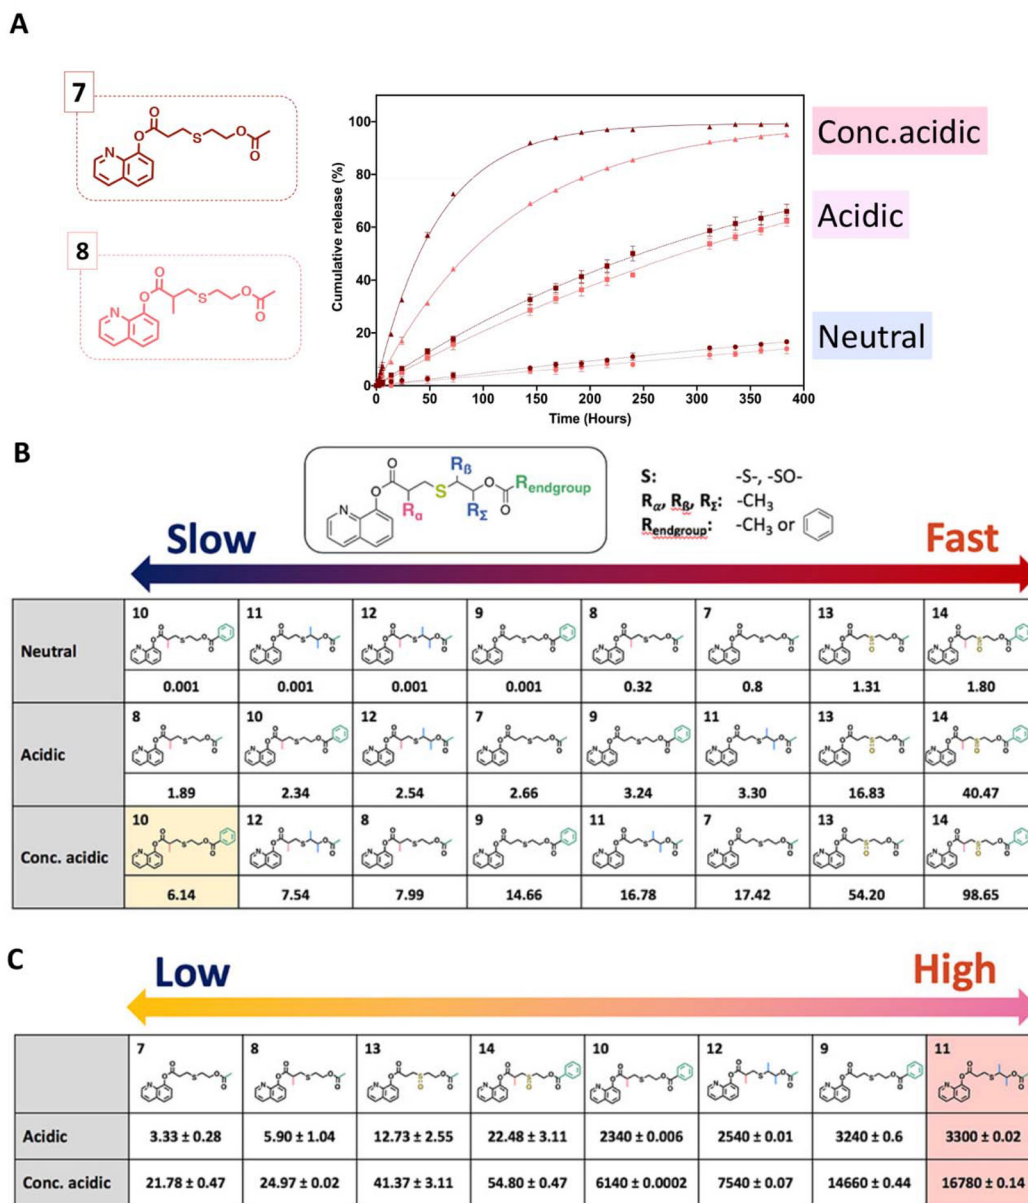 A
7
O
O
S
O
O
N
8
O
O
S
O
O
N
Cumulative release (%)
100
80
60
40
20
0
0 50 100 150 200 250 300 350 400
Time (Hours)
Conc.acidic
Acidic
Neutral
B
O
Rß
O
S
O
Rendgroup
Rα
RΣ
O
N
S: -S-, -SO-
Rα, Rß, RΣ: -CH3
Rendgroup: -CH3 or
Slow Fast
Neutral
10 11 12 9 8 7 13 14
0.001 0.001 0.001 0.001 0.32 0.8 1.31 1.80
Acidic
8 10 12 7 9 11 13 14
1.89 2.34 2.54 2.66 3.24 3.30 16.83 40.47
Conc. acidic
10 12 8 9 11 7 13 14
6.14 7.54 7.99 14.66 16.78 17.42 54.20 98.65
C
Low High
7 8 13 14 10 12 9 11
Acidic 3.33 ± 0.28 5.90 ± 1.04 12.73 ± 2.55 22.48 ± 3.11 2340 ± 0.006 2540 ± 0.01 3240 ± 0.6 3300 ± 0.02
Conc. acidic 21.78 ± 0.47 24.97 ± 0.02 41.37 ± 3.11 54.80 ± 0.47 6140 ± 0.0002 7540 ± 0.07 14660 ± 0.44 16780 ± 0.14